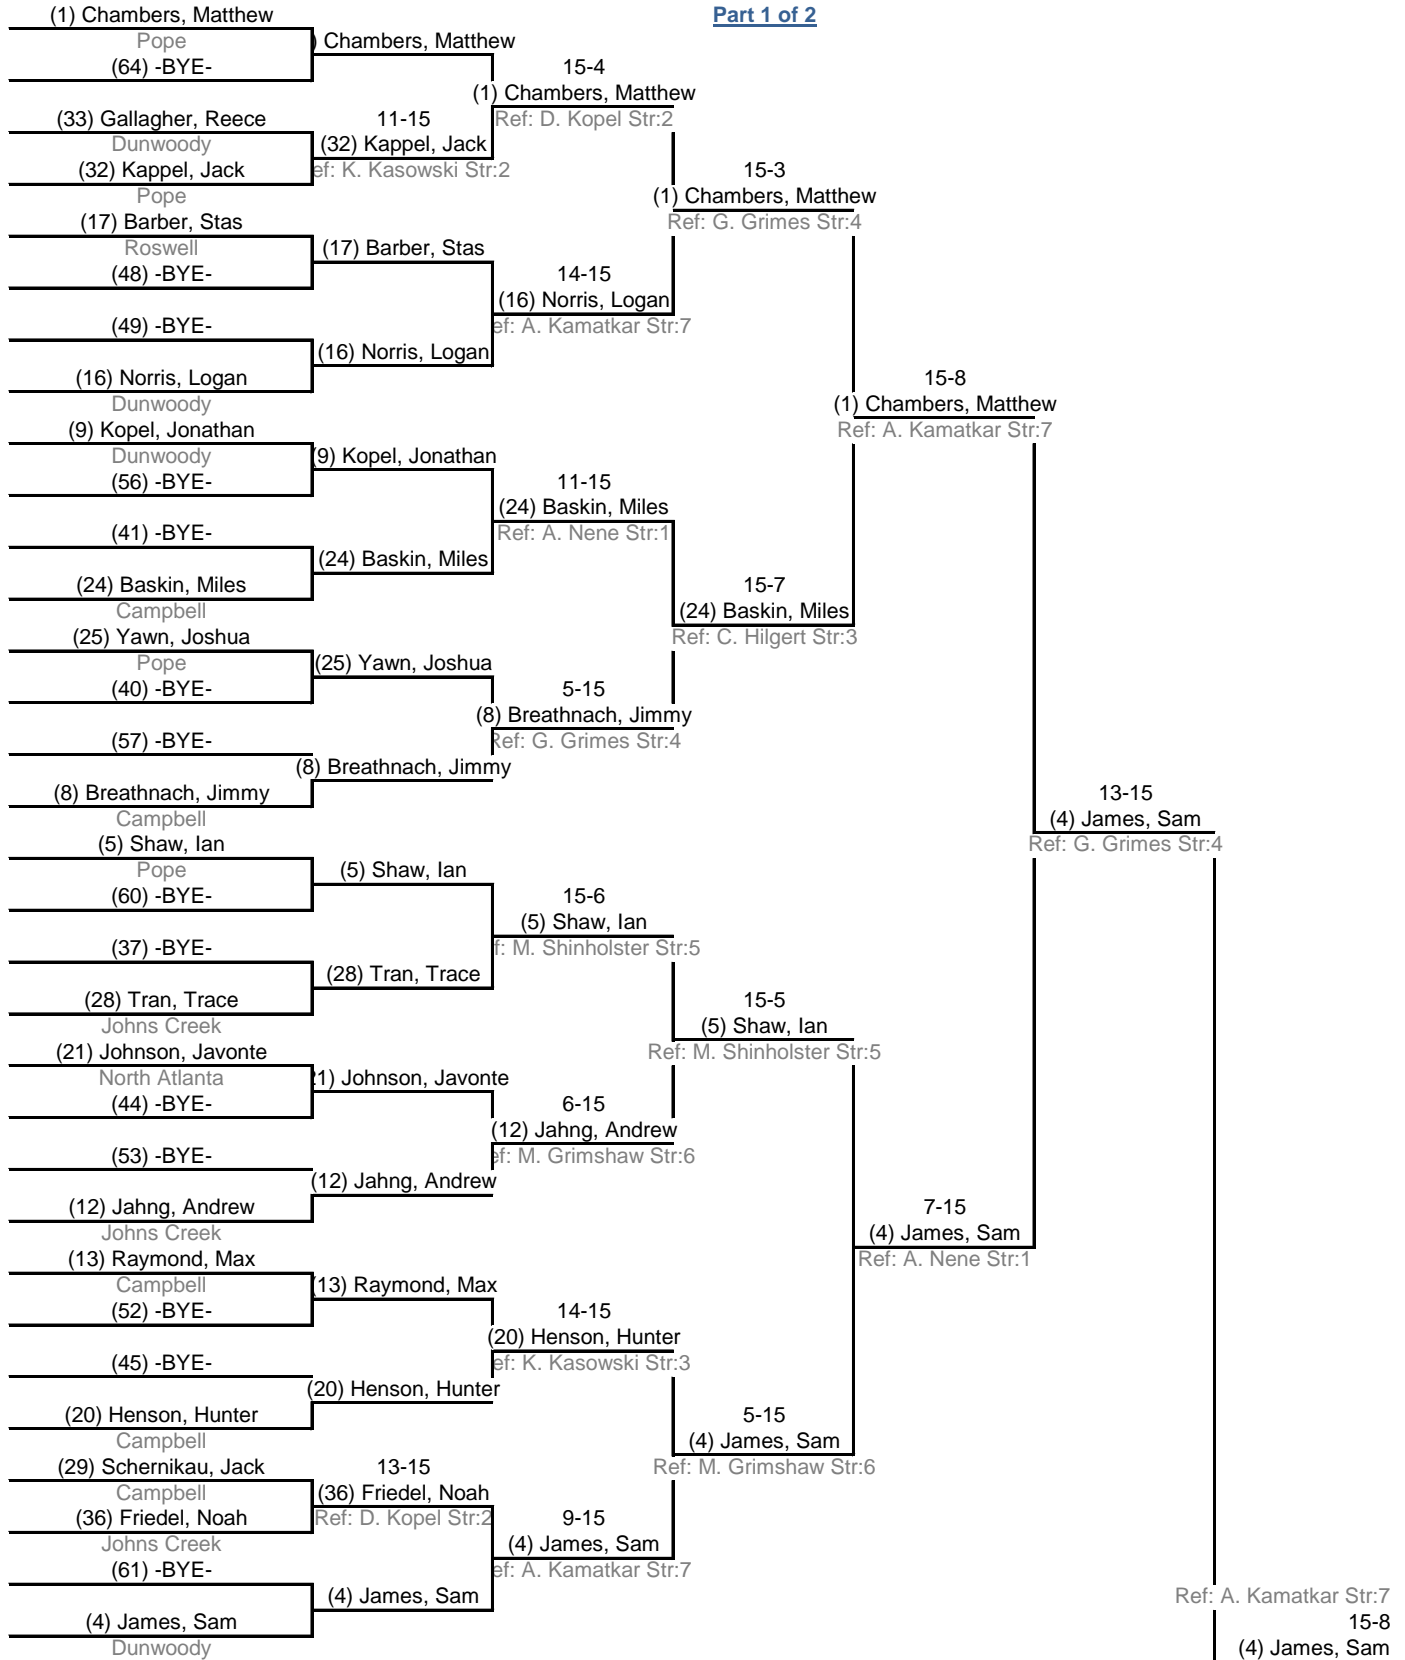 Part 1 of 2
(1) Chambers, Matthew
Pope
(64) -BYE-
(33) Gallagher, Reece
Dunwoody
(32) Kappel, Jack
Pope
(17) Barber, Stas
Roswell
(48) -BYE-
(49) -BYE-
(16) Norris, Logan
Dunwoody
(9) Kopel, Jonathan
Dunwoody
(56) -BYE-
(41) -BYE-
(24) Baskin, Miles
Campbell
(25) Yawn, Joshua
Pope
(40) -BYE-
(57) -BYE-
(8) Breathnach, Jimmy
Campbell
(5) Shaw, Ian
Pope
(60) -BYE-
(37) -BYE-
(28) Tran, Trace
Johns Creek
(21) Johnson, Javonte
North Atlanta
(44) -BYE-
(53) -BYE-
(12) Jahng, Andrew
Johns Creek
(13) Raymond, Max
Campbell
(52) -BYE-
(45) -BYE-
(20) Henson, Hunter
Campbell
(29) Schernikau, Jack
Campbell
(36) Friedel, Noah
Johns Creek
(61) -BYE-
(4) James, Sam
Dunwoody
) Chambers, Matthew
11-15
(32) Kappel, Jack
ef: K. Kasowski Str:2
(17) Barber, Stas
(16) Norris, Logan
(9) Kopel, Jonathan
(24) Baskin, Miles
(25) Yawn, Joshua
(8) Breathnach, Jimmy
(5) Shaw, Ian
(28) Tran, Trace
1) Johnson, Javonte
(12) Jahng, Andrew
(13) Raymond, Max
(20) Henson, Hunter
13-15
(36) Friedel, Noah
Ref: D. Kopel Str:2
(4) James, Sam
15-4
(1) Chambers, Matthew
Ref: D. Kopel Str:2
14-15
(16) Norris, Logan
ef: A. Kamatkar Str:7
11-15
(24) Baskin, Miles
Ref: A. Nene Str:1
5-15
(8) Breathnach, Jimmy
Ref: G. Grimes Str:4
15-6
(5) Shaw, Ian
f: M. Shinholster Str:5
6-15
(12) Jahng, Andrew
ef: M. Grimshaw Str:6
14-15
(20) Henson, Hunter
ef: K. Kasowski Str:3
9-15
(4) James, Sam
ef: A. Kamatkar Str:7
15-3
(1) Chambers, Matthew
Ref: G. Grimes Str:4
15-7
(24) Baskin, Miles
Ref: C. Hilgert Str:3
15-5
(5) Shaw, Ian
Ref: M. Shinholster Str:5
5-15
(4) James, Sam
Ref: M. Grimshaw Str:6
15-8
(1) Chambers, Matthew
Ref: A. Kamatkar Str:7
7-15
(4) James, Sam
Ref: A. Nene Str:1
13-15
(4) James, Sam
Ref: G. Grimes Str:4
Ref: A. Kamatkar Str:7
15-8
(4) James, Sam